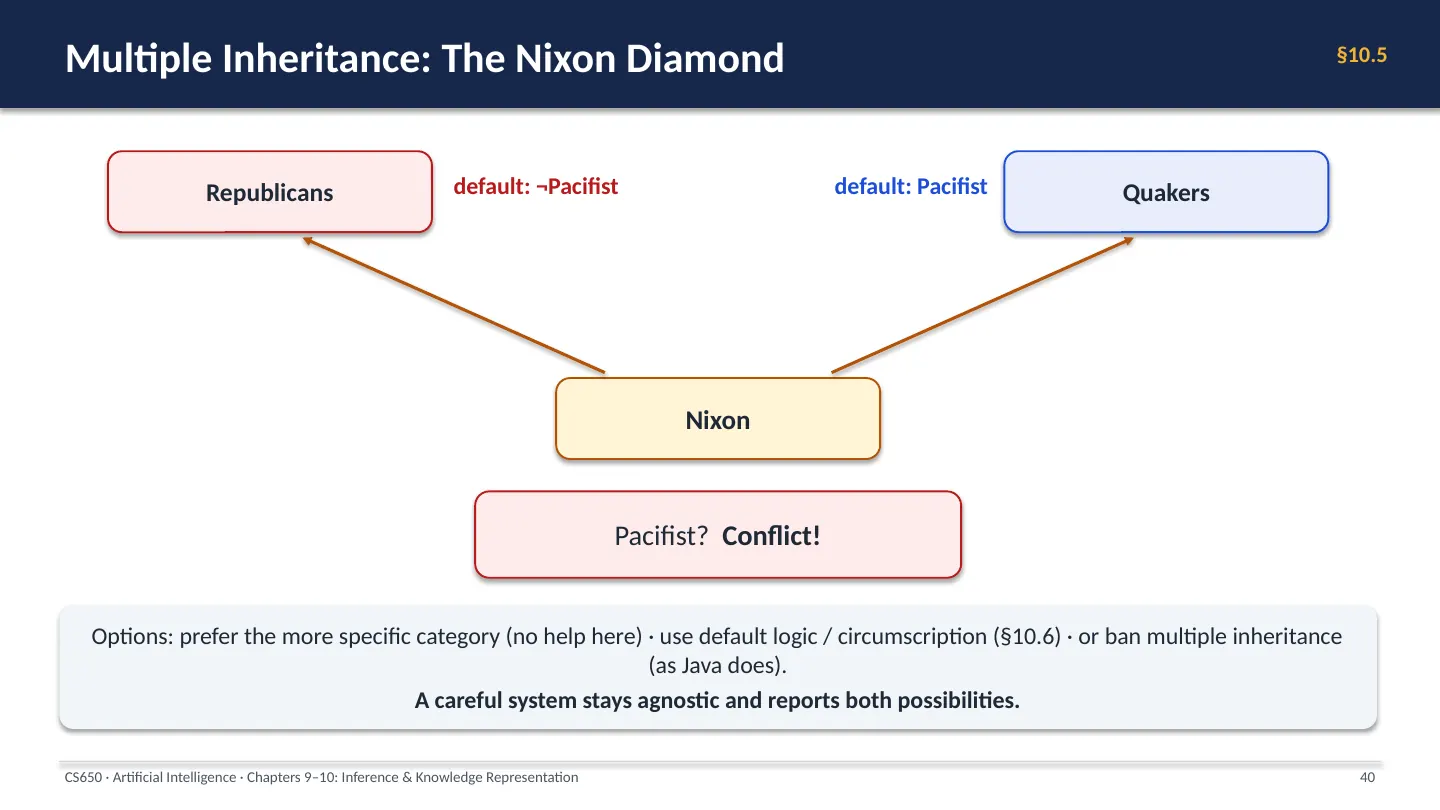 Multiple Inheritance: The Nixon Diamond
§10.5
Republicans
default: ¬Pacifist
default: Pacifist
Quakers
Nixon
Pacifist? Conflict!
Options: prefer the more specific category (no help here) · use default logic / circumscription (§10.6) · or ban multiple inheritance
(as Java does).
A careful system stays agnostic and reports both possibilities.
CS650 · Artificial Intelligence · Chapters 9–10: Inference & Knowledge Representation
40